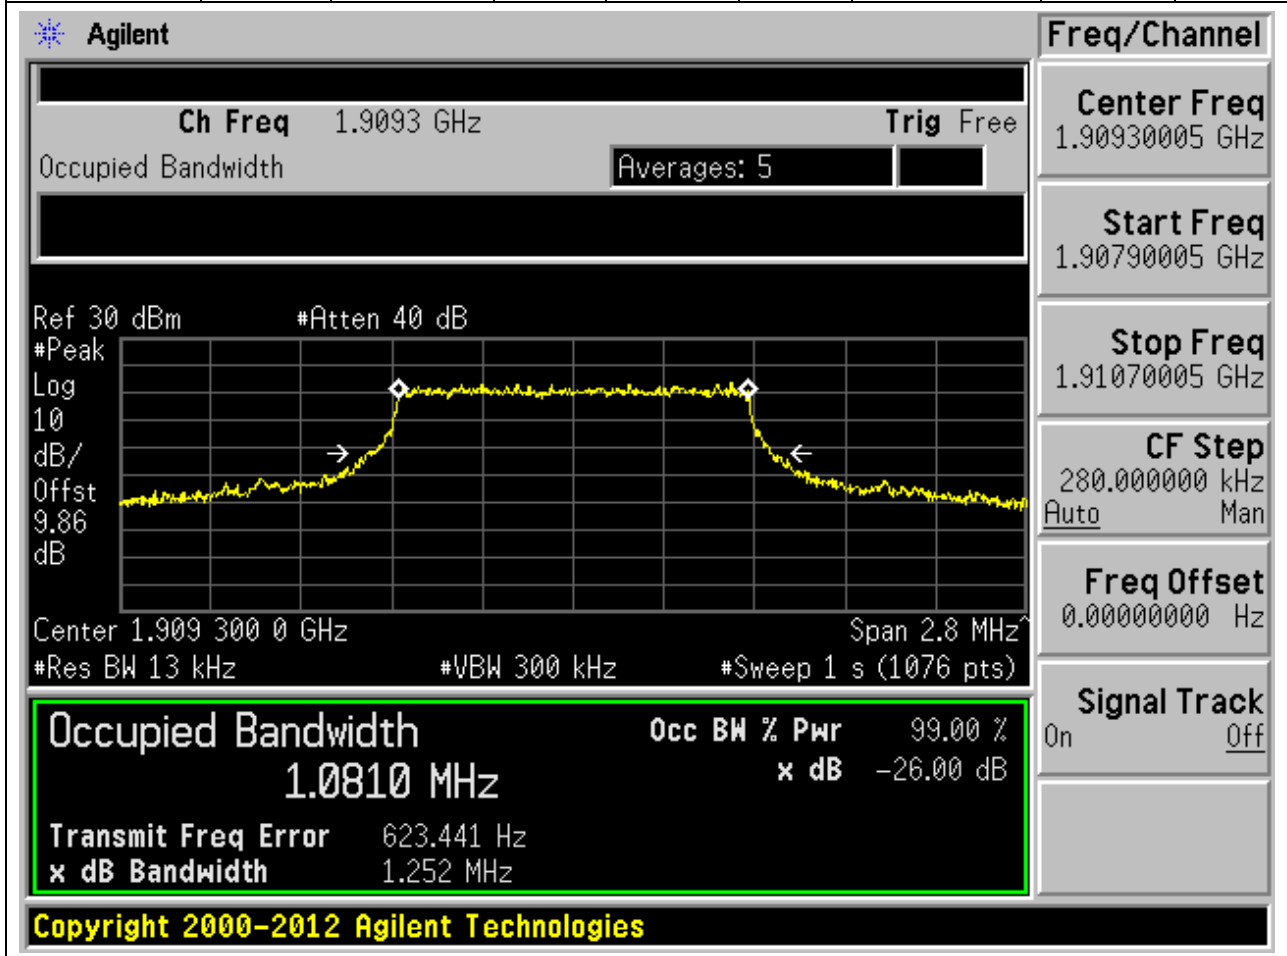 Agilent
Freq/Channel
Ch Freq 1.9093 GHz Trig Free
Occupied Bandwidth Averages: 5
Center Freq
1.90930005 GHz
Start Freq
1.90790005 GHz
Stop Freq
1.91070005 GHz
CF Step
280.000000 kHz
Auto Man
Freq Offset
0.00000000 Hz
Signal Track
On Off
Ref 30 dBm #Atten 40 dB
#Peak
Log
10
dB/
Offst
9.86
dB
Center 1.909 300 0 GHz Span 2.8 MHz^
#Res BW 13 kHz #VBW 300 kHz #Sweep 1 s (1076 pts)
Occupied Bandwidth Occ BW % Pwr 99.00 %
1.0810 MHz x dB -26.00 dB
Transmit Freq Error 623.441 Hz
x dB Bandwidth 1.252 MHz
Copyright 2000-2012 Agilent Technologies